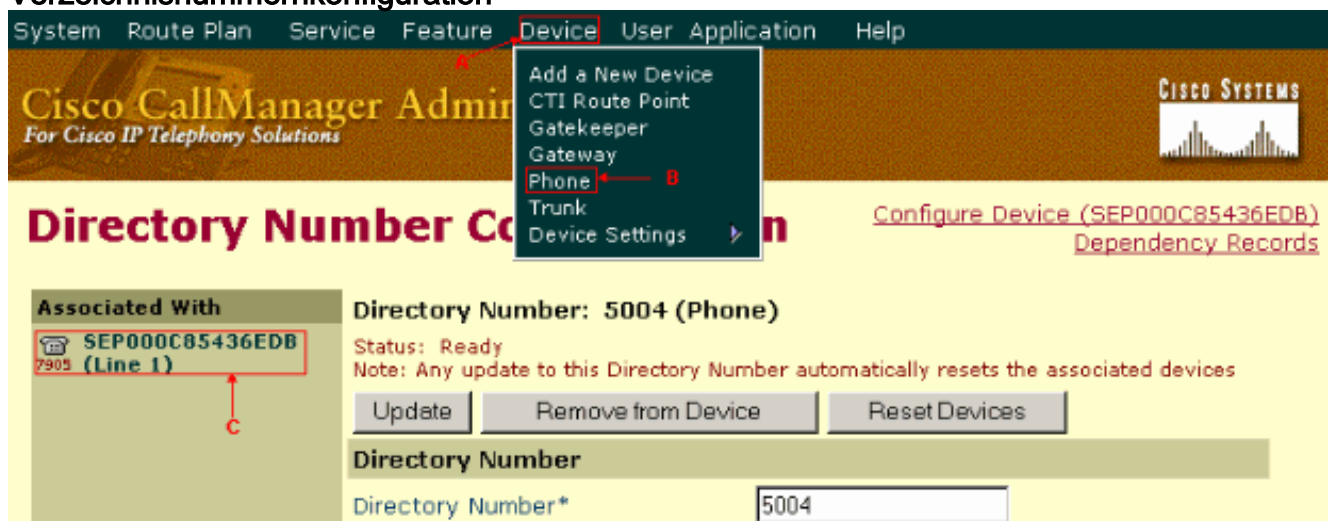 Verzeichnisnummernkonfiguration
System Route Plan Service Feature Device User Application Help
A
Add a New Device
CTI Route Point
Gatekeeper
Gateway
Phone B
Trunk
Device Settings
Cisco CallManager Admin
For Cisco IP Telephony Solutions
CISCO SYSTEMS
Directory Number Co n
Configure Device (SEP000C85436EDB)
Dependency Records
Associated With
SEP000C85436EDB
7905 (Line 1)
C
Directory Number: 5004 (Phone)
Status: Ready
Note: Any update to this Directory Number automatically resets the associated devices
Update Remove from Device Reset Devices
Directory Number
Directory Number* 5004